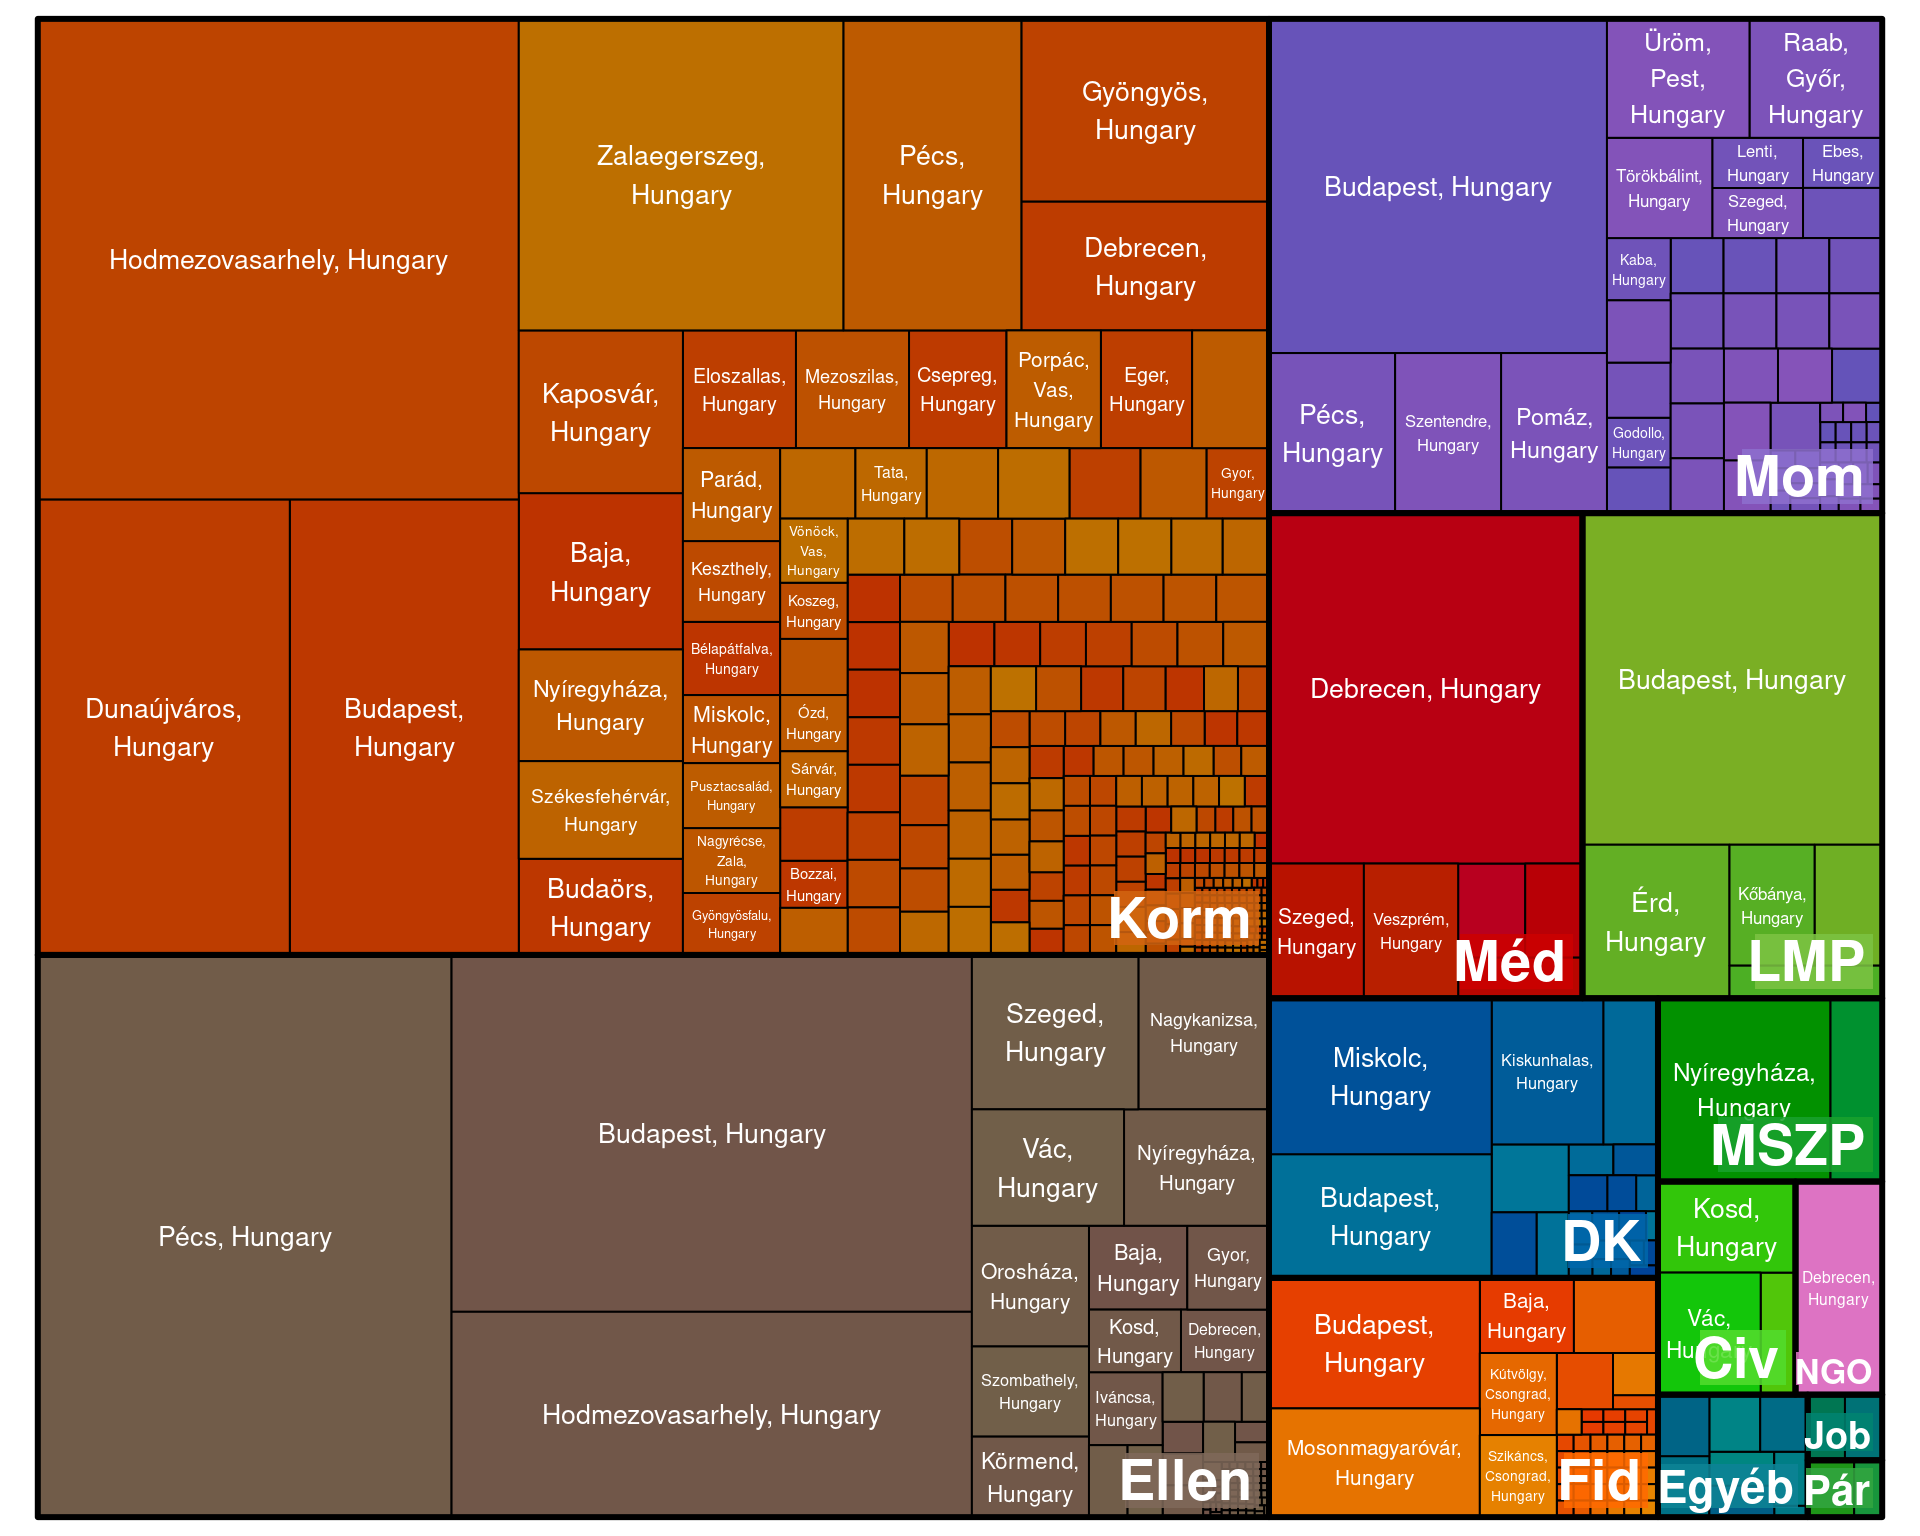 Hodmezovasarhely, Hungary
Dunaújváros,
Hungary
Budapest,
Hungary
Zalaegerszeg,
Hungary
Pécs,
Hungary
Gyöngyös,
Hungary
Debrecen,
Hungary
Kaposvár,
Hungary
Baja,
Hungary
Nyíregyháza,
Hungary
Székesfehérvár,
Hungary
Budaörs,
Hungary
Eloszallas,
Hungary
Mezoszilas,
Hungary
Csepreg,
Hungary
Porpác,
Vas,
Hungary
Eger,
Hungary
Parád,
Hungary
Keszthely,
Hungary
Bélapátfalva,
Hungary
Miskolc,
Hungary
Pusztacsalád,
Hungary
Nagyrécse,
Zala,
Hungary
Gyöngyösfalu,
Hungary
Tata,
Hungary
Gyor,
Hungary
Vönöck,
Vas,
Hungary
Koszeg,
Hungary
Ózd,
Hungary
Sárvár,
Hungary
Bozzai,
Hungary
Korm
Pécs, Hungary
Budapest, Hungary
Hodmezovasarhely, Hungary
Szeged,
Hungary
Nagykanizsa,
Hungary
Vác,
Hungary
Nyíregyháza,
Hungary
Orosháza,
Hungary
Szombathely,
Hungary
Körmend,
Hungary
Baja,
Hungary
Gyor,
Hungary
Kosd,
Hungary
Debrecen,
Hungary
Iváncsa,
Hungary
Ellen
Budapest, Hungary
Pécs,
Hungary
Szentendre,
Hungary
Pomáz,
Hungary
Üröm,
Pest,
Hungary
Raab,
Győr,
Hungary
Törökbálint,
Hungary
Lenti,
Hungary
Ebes,
Hungary
Szeged,
Hungary
Kaba,
Hungary
Godollo,
Hungary
Mom
Debrecen, Hungary
Szeged,
Hungary
Veszprém,
Hungary
Méd
Budapest, Hungary
Érd,
Hungary
Kőbánya,
Hungary
LMP
Miskolc,
Hungary
Budapest,
Hungary
Kiskunhalas,
Hungary
DK
Nyíregyháza,
Hungary
MSZP
Budapest,
Hungary
Mosonmagyaróvár,
Hungary
Baja,
Hungary
Kútvölgy,
Csongrad,
Hungary
Szikáncs,
Csongrad,
Hungary
Fid
Kosd,
Hungary
Vác,
Civ
Debrecen,
Hungary
NGO
Egyéb
Job
Pár